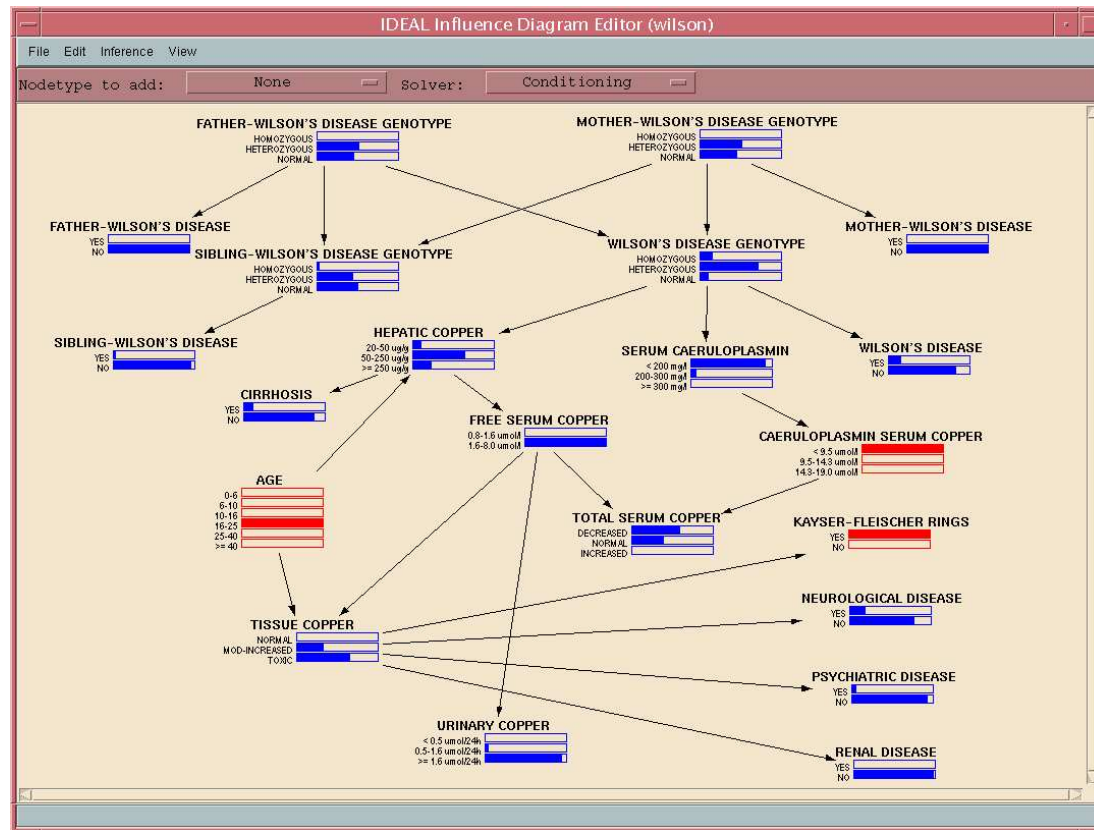 IDEAL Influence Diagram Editor (wilson)
File Edit Inference View
Nodetype to add: None Solver: Conditioning
FATHER-WILSON'S DISEASE GENOTYPE
HOMOZYGOUS
HETEROZYGOUS
NORMAL
MOTHER-WILSON'S DISEASE GENOTYPE
HOMOZYGOUS
HETEROZYGOUS
NORMAL
FATHER-WILSON'S DISEASE
YES
NO
MOTHER-WILSON'S DISEASE
YES
NO
SIBLING-WILSON'S DISEASE GENOTYPE
HOMOZYGOUS
HETEROZYGOUS
NORMAL
WILSON'S DISEASE GENOTYPE
HOMOZYGOUS
HETEROZYGOUS
NORMAL
SIBLING-WILSON'S DISEASE
YES
NO
HEPATIC COPPER
20-50 ug/g
50-250 ug/g
>= 250 ug/g
SERUM CAERULOPLASMIN
< 200 mg/l
200-300 mg/l
>= 300 mg/l
WILSON'S DISEASE
YES
NO
CIRRHOSIS
YES
NO
FREE SERUM COPPER
0.8-1.6 umol/l
1.6-8.0 umol/l
CAERULOPLASMIN SERUM COPPER
< 9.5 umol/l
9.5-14.3 umol/l
14.3-19.0 umol/l
AGE
0-6
6-10
10-16
16-25
25-40
>= 40
TOTAL SERUM COPPER
DECREASED
NORMAL
INCREASED
KAYSER-FLEISCHER RINGS
YES
NO
NEUROLOGICAL DISEASE
YES
NO
TISSUE COPPER
NORMAL
MOD-INCREASED
TOXIC
PSYCHIATRIC DISEASE
YES
NO
URINARY COPPER
< 0.5 umol/24h
0.5-1.6 umol/24h
>= 1.6 umol/24h
RENAL DISEASE
YES
NO